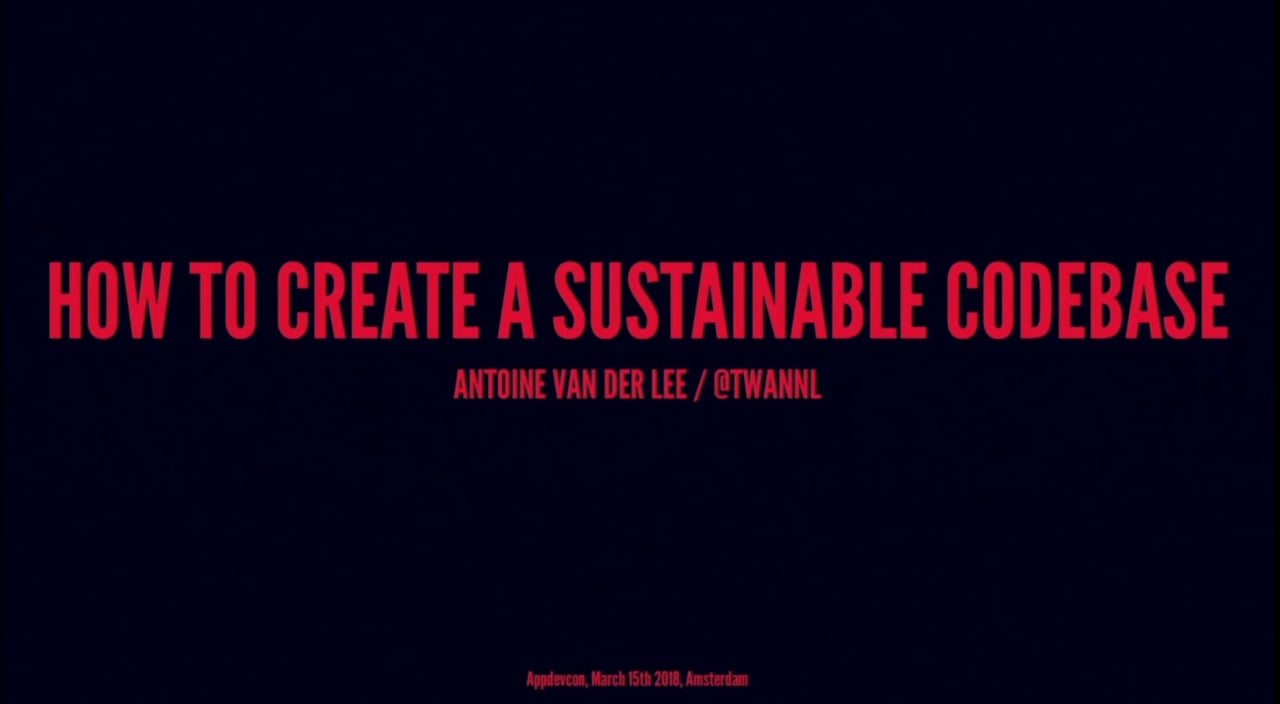 HOW TO CREATE A SUSTAINABLE CODEBASE
ANTOINE VAN DER LEE / @TWANNL
Appdevcon, March 15th 2018, Amsterdam